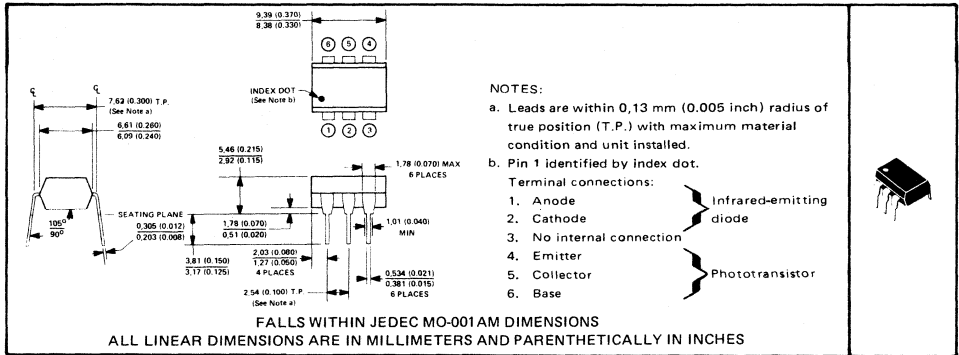 9,39 (0.370)
8,38 (0.330)
6 5 4
INDEX DOT
(See Note b)
1 2 3
℄ ℄
7,62 (0.300) T.P.
(See Note a)
6,61 (0.260)
6,09 (0.240)
5,46 (0.215)
2,92 (0.115)
1,78 (0.070) MAX
6 PLACES
SEATING PLANE
105°
90°
0,305 (0.012)
0,203 (0.008)
1,78 (0.070)
0,51 (0.020)
1,01 (0.040)
MIN
3,81 (0.150)
3,17 (0.125)
2,03 (0.080)
1,27 (0.050)
4 PLACES
0,534 (0.021)
0,381 (0.015)
6 PLACES
2,54 (0.100) T.P.
(See Note a)
NOTES:
a. Leads are within 0,13 mm (0.005 inch) radius of
true position (T.P.) with maximum material
condition and unit installed.
b. Pin 1 identified by index dot.
Terminal connections:
1. Anode
2. Cathode
Infrared-emitting
diode
3. No internal connection
4. Emitter
5. Collector
6. Base
Phototransistor
FALLS WITHIN JEDEC MO-001AM DIMENSIONS
ALL LINEAR DIMENSIONS ARE IN MILLIMETERS AND PARENTHETICALLY IN INCHES